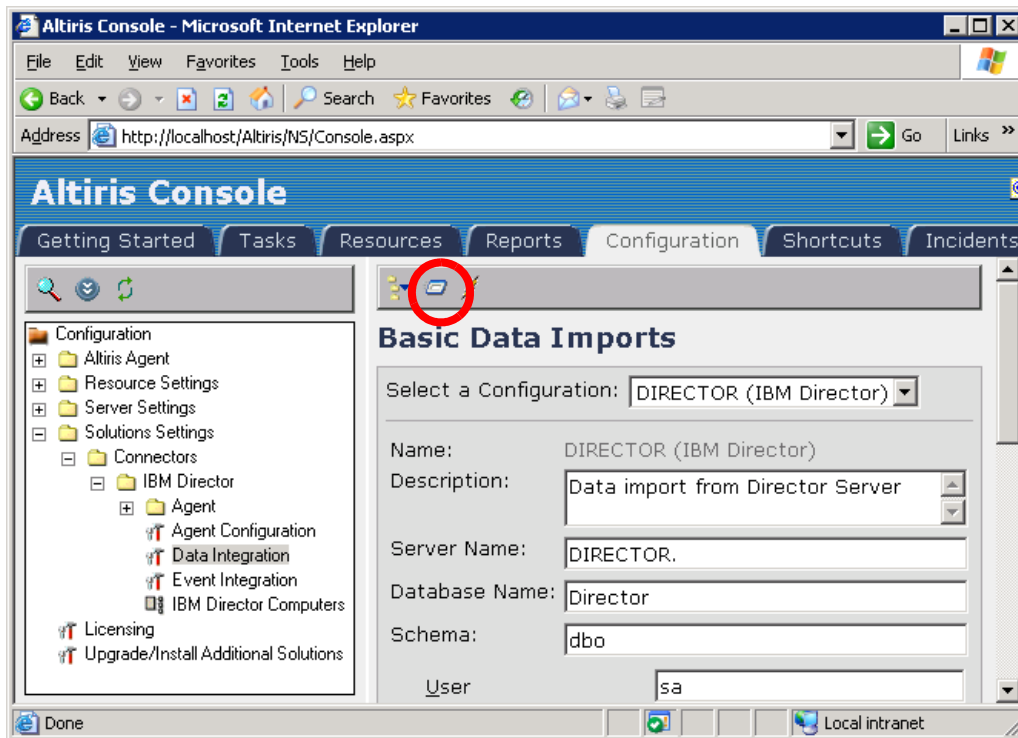 Altiris Console - Microsoft Internet Explorer
File Edit View Favorites Tools Help
Back Search Favorites
Address http://localhost/Altiris/NS/Console.aspx Go Links »
Altiris Console
Getting Started Tasks Resources Reports Configuration Shortcuts Incidents
Basic Data Imports
Configuration
Altiris Agent
Resource Settings
Server Settings
Solutions Settings
Connectors
IBM Director
Agent
Agent Configuration
Data Integration
Event Integration
IBM Director Computers
Licensing
Upgrade/Install Additional Solutions
Select a Configuration: DIRECTOR (IBM Director)
Name: DIRECTOR (IBM Director)
Description: Data import from Director Server
Server Name: DIRECTOR.
Database Name: Director
Schema: dbo
User sa
Done Local intranet